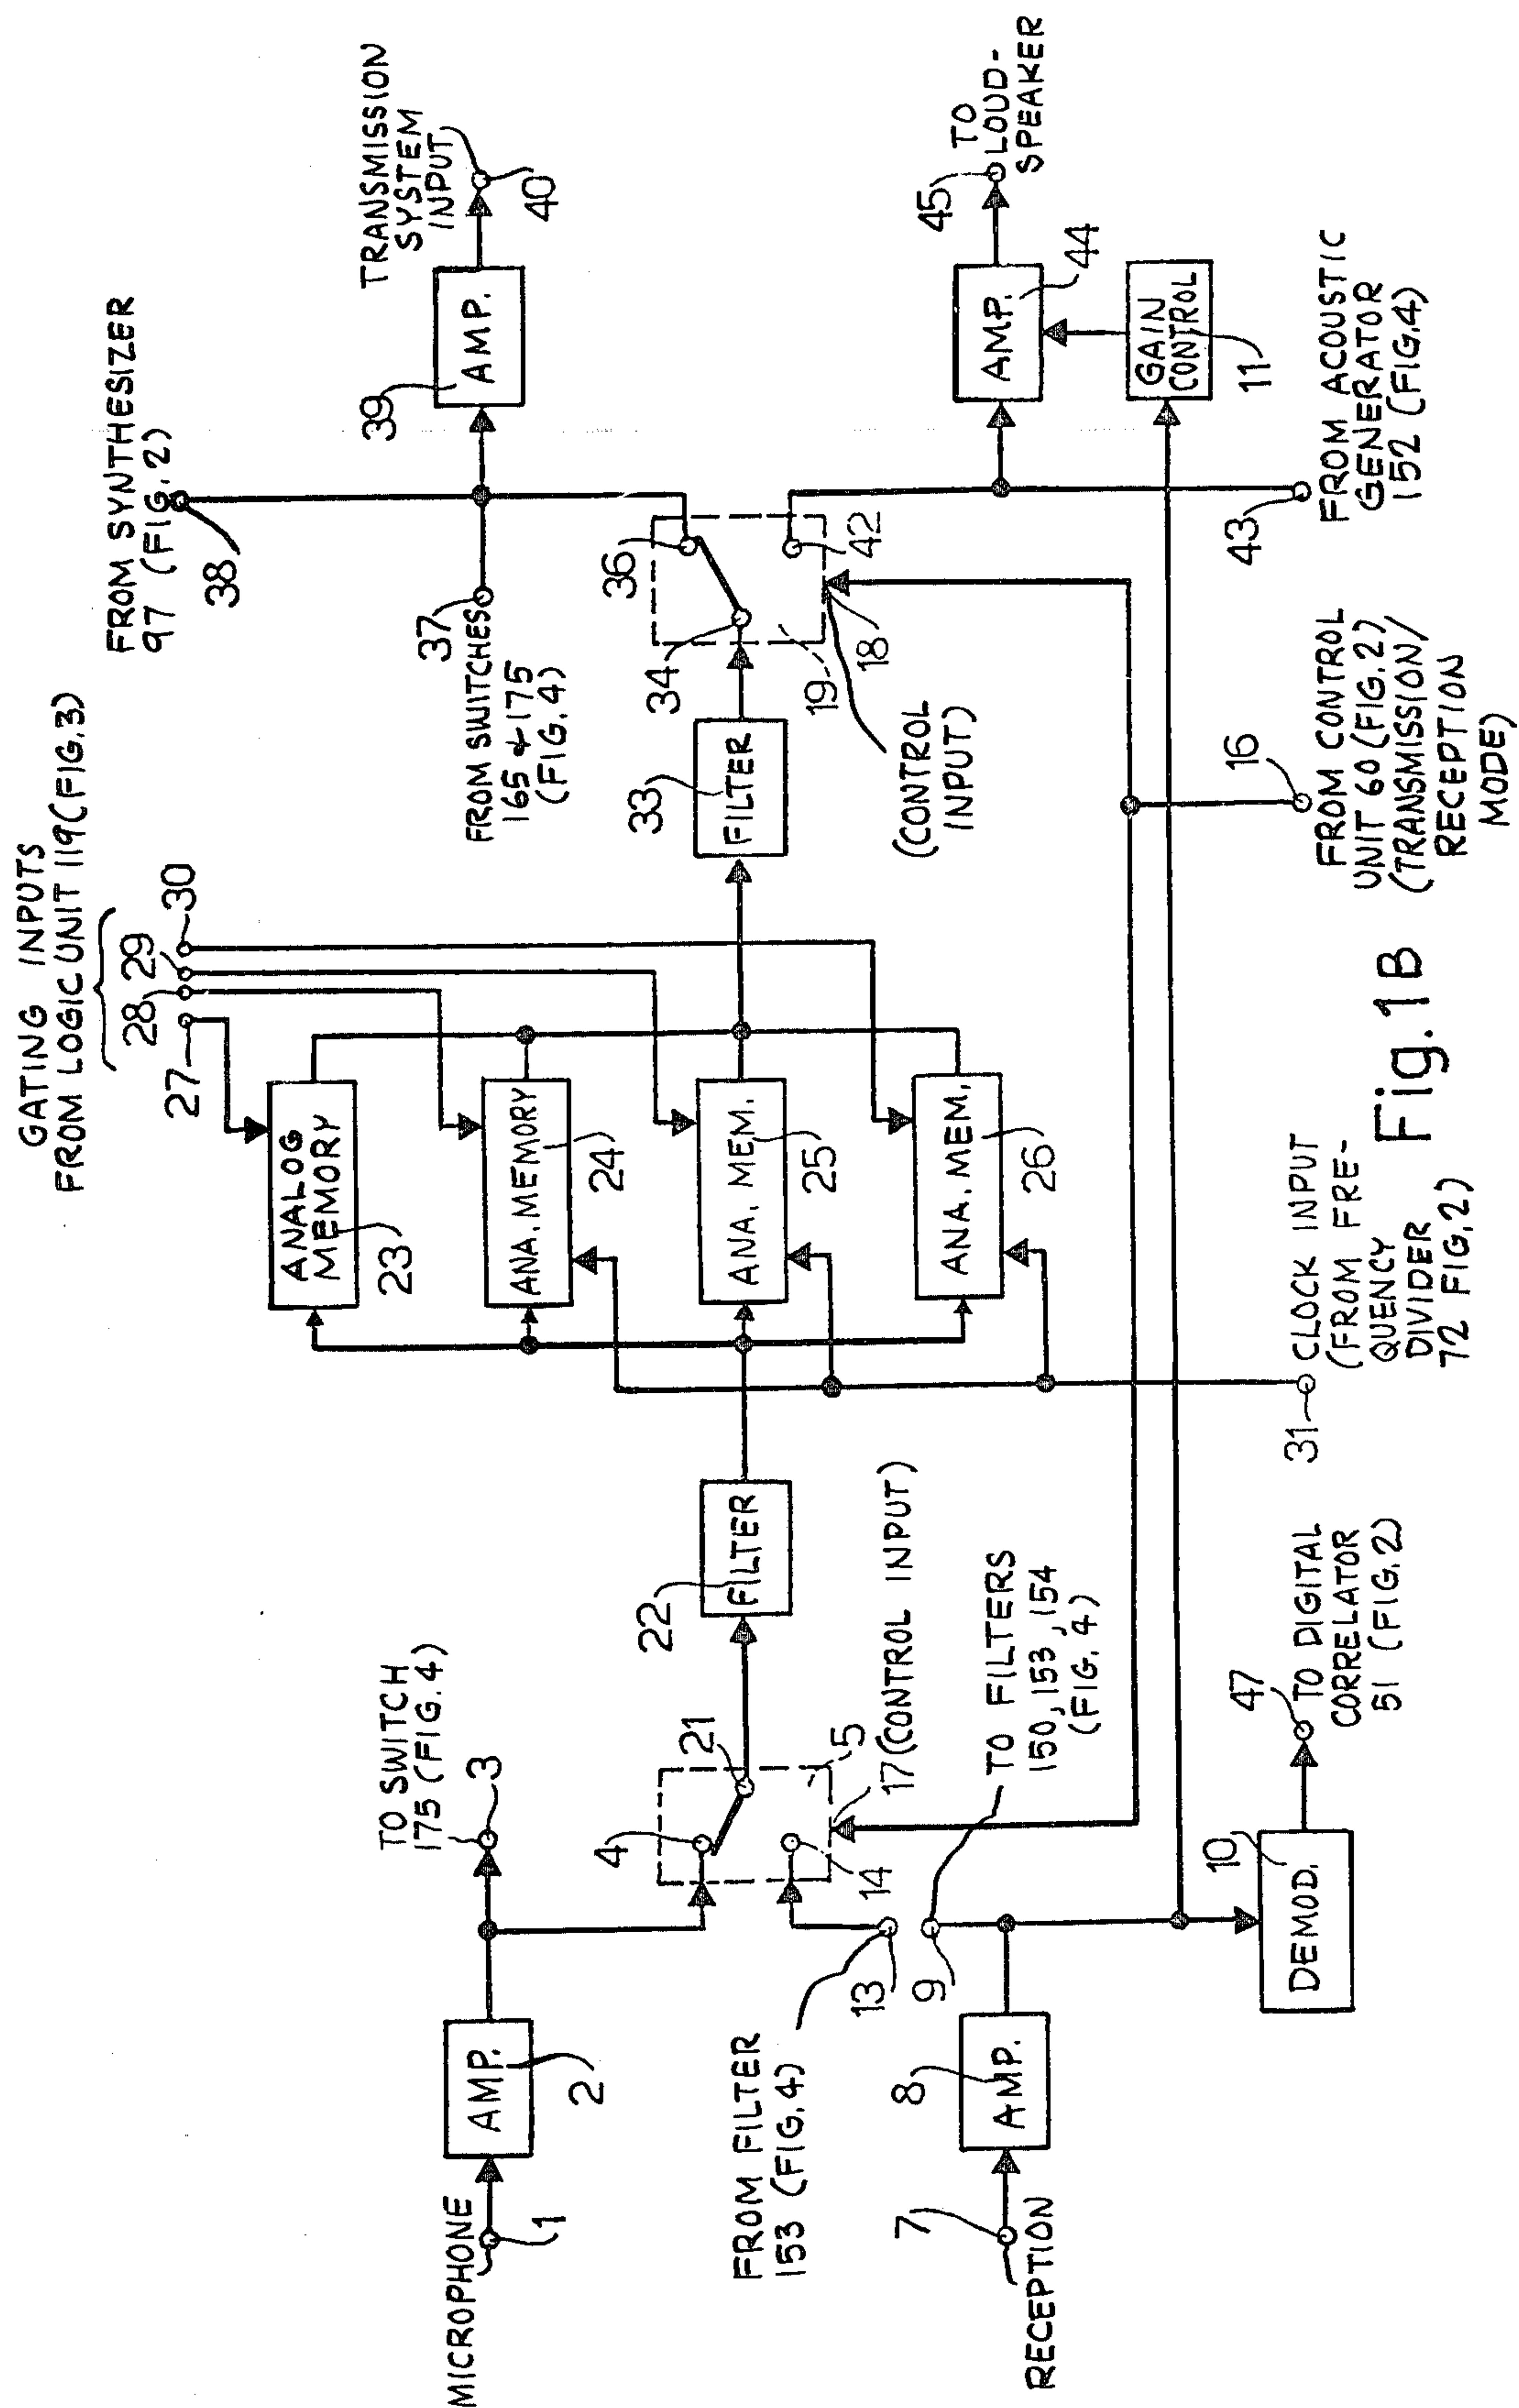 GATING INPUTS
FROM LOGIC UNIT 119 (FIG.3)
27
28
29
30
FROM SYNTHESIZER
97 (FIG. 2)
38
TRANSMISSION
SYSTEM
INPUT
40
39
AMP.
37
FROM SWITCHES
165 & 175
(FIG. 4)
TO SWITCH
175 (FIG. 4)
3
MICROPHONE
1
AMP.
2
4
21
5
14
17 (CONTROL INPUT)
22
FILTER
ANALOG
MEMORY
23
ANA. MEMORY
24
ANA. MEM.
25
ANA. MEM.
26
33
FILTER
34
36
19
18
42
(CONTROL
INPUT)
FROM FILTER
153 (FIG. 4)
13
9
TO FILTERS
150, 153, 154
(FIG. 4)
RECEPTION
7
8
AMP.
10
DEMOD.
47
TO DIGITAL
CORRELATOR
51 (FIG. 2)
31
CLOCK INPUT
(FROM FRE-
QUENCY
DIVIDER
72 FIG. 2)
16
FROM CONTROL
UNIT 60 (FIG. 2)
(TRANSMISSION/
RECEPTION
MODE)
43
FROM ACOUSTIC
GENERATOR
152 (FIG. 4)
AMP.
44
GAIN
CONTROL
11
45
TO
LOUD-
SPEAKER
Fig. 1B